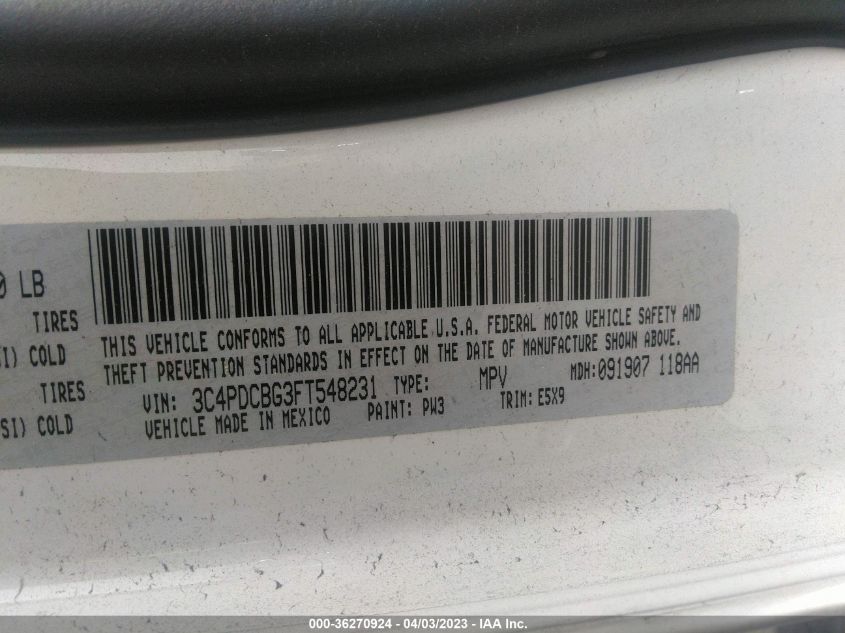 0 LB
TIRES
SI) COLD
TIRES
SI) COLD
THIS VEHICLE CONFORMS TO ALL APPLICABLE U.S.A. FEDERAL MOTOR VEHICLE SAFETY AND
THEFT PREVENTION STANDARDS IN EFFECT ON THE DATE OF MANUFACTURE SHOWN ABOVE.
VIN: 3C4PDCBG3FT548231 TYPE: MPV MDH:091907 118AA
VEHICLE MADE IN MEXICO PAINT: PW3 TRIM: E5X9
000-36270924 - 04/03/2023 - IAA Inc.